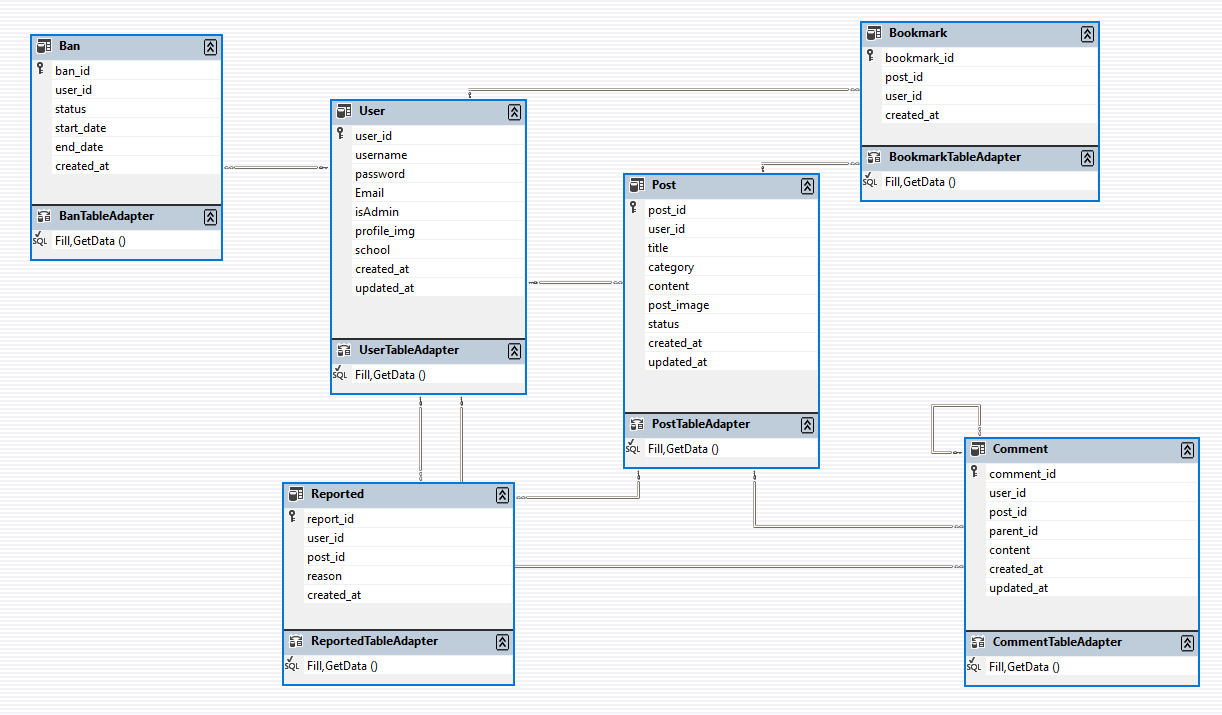 Ban
ban_id
user_id
status
start_date
end_date
created_at
BanTableAdapter
SQL Fill,GetData ()
User
user_id
username
password
Email
isAdmin
profile_img
school
created_at
updated_at
UserTableAdapter
SQL Fill,GetData ()
Bookmark
bookmark_id
post_id
user_id
created_at
BookmarkTableAdapter
SQL Fill,GetData ()
Post
post_id
user_id
title
category
content
post_image
status
created_at
updated_at
PostTableAdapter
SQL Fill,GetData ()
Reported
report_id
user_id
post_id
reason
created_at
ReportedTableAdapter
SQL Fill,GetData ()
Comment
comment_id
user_id
post_id
parent_id
content
created_at
updated_at
CommentTableAdapter
SQL Fill,GetData ()